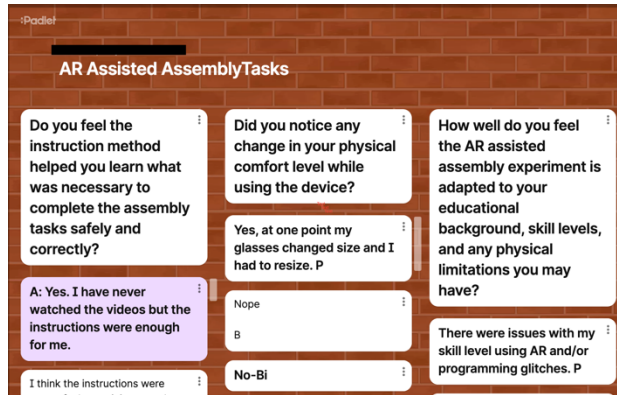 :Padlet
AR Assisted AssemblyTasks
Do you feel the
instruction method
helped you learn what
was necessary to
complete the assembly
tasks safely and
correctly?
A: Yes. I have never
watched the videos but the
instructions were enough
for me.
I think the instructions were
Did you notice any
change in your physical
comfort level while
using the device?
Yes, at one point my
glasses changed size and I
had to resize. P
Nope
B
No-Bi
How well do you feel
the AR assisted
assembly experiment is
adapted to your
educational
background, skill levels,
and any physical
limitations you may
have?
There were issues with my
skill level using AR and/or
programming glitches. P